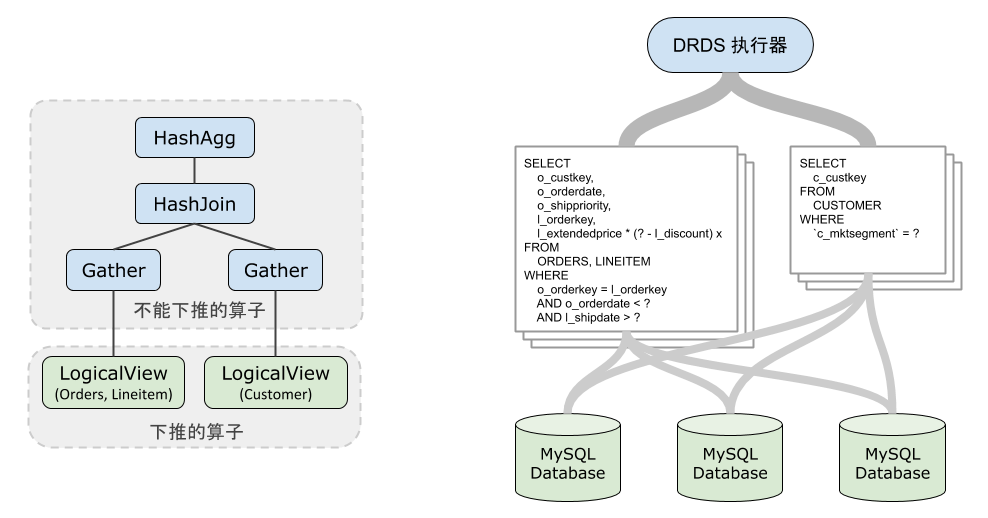 HashAgg
HashJoin
Gather
Gather
不能下推的算子
LogicalView
(Orders, Lineitem)
LogicalView
(Customer)
下推的算子
DRDS 执行器
SELECT
o_custkey,
o_orderdate,
o_shippriority,
l_orderkey,
l_extendedprice * (? - l_discount) x
FROM
ORDERS, LINEITEM
WHERE
o_orderkey = l_orderkey
AND o_orderdate < ?
AND l_shipdate > ?
SELECT
c_custkey
FROM
CUSTOMER
WHERE
`c_mktsegment` = ?
MySQL
Database
MySQL
Database
MySQL
Database